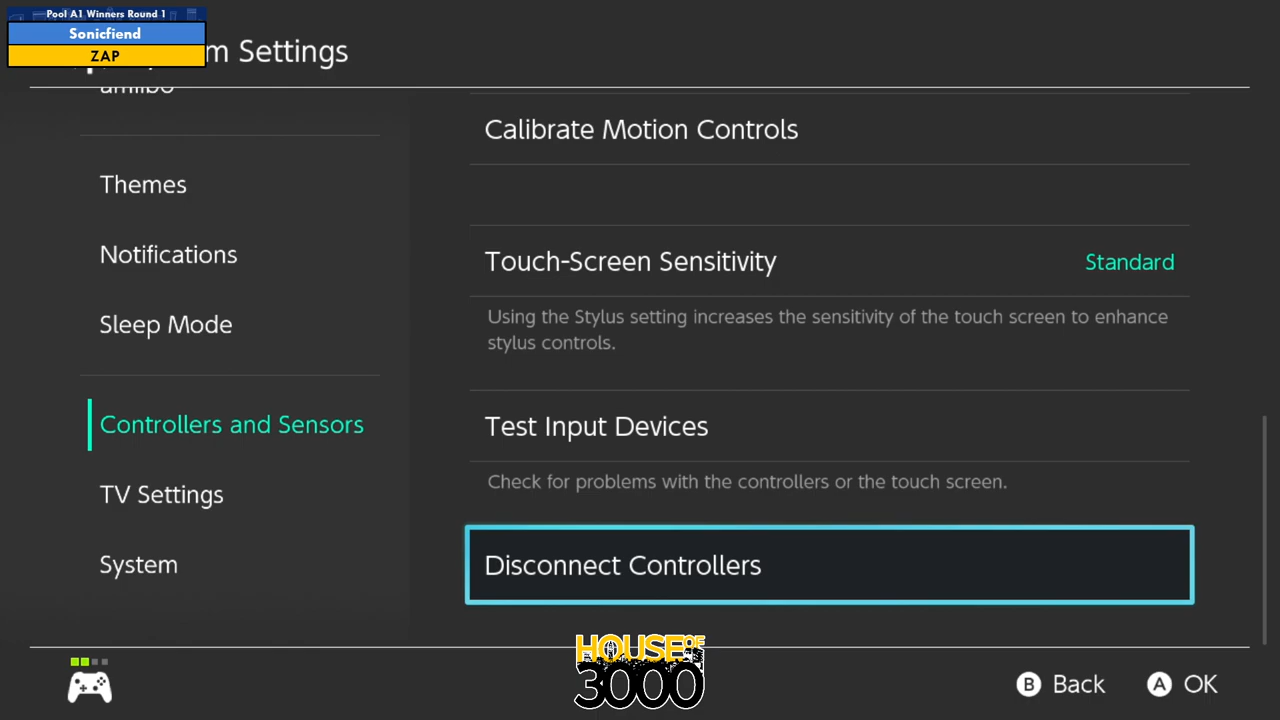 Pool A1 Winners Round 1
Sonicfiend
ZAP
m Settings
amiibo
Themes
Notifications
Sleep Mode
Controllers and Sensors
TV Settings
System
Calibrate Motion Controls
Touch-Screen Sensitivity Standard
Using the Stylus setting increases the sensitivity of the touch screen to enhance
stylus controls.
Test Input Devices
Check for problems with the controllers or the touch screen.
Disconnect Controllers
HOUSE OF
3000
B Back A OK